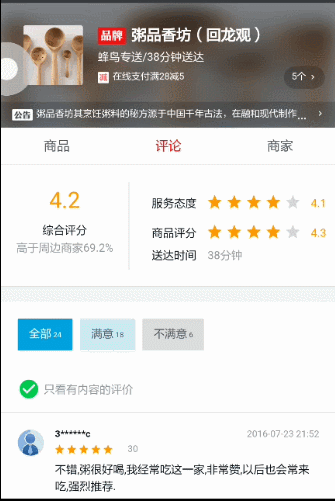 品牌 粥品香坊（回龙观）
蜂鸟专送/38分钟送达
减 在线支付满28减5
5个 >
公告 粥品香坊其烹饪粥料的秘方源于中国千年古法，在融和现代制作... >
商品 评论 商家
4.2
综合评分
高于周边商家69.2%
服务态度 4.1
商品评分 4.3
送达时间 38分钟
全部 24 满意 18 不满意 6
只看有内容的评价
3******c 2016-07-23 21:52
30
不错,粥很好喝,我经常吃这一家,非常赞,以后也会常来
吃,强烈推荐.